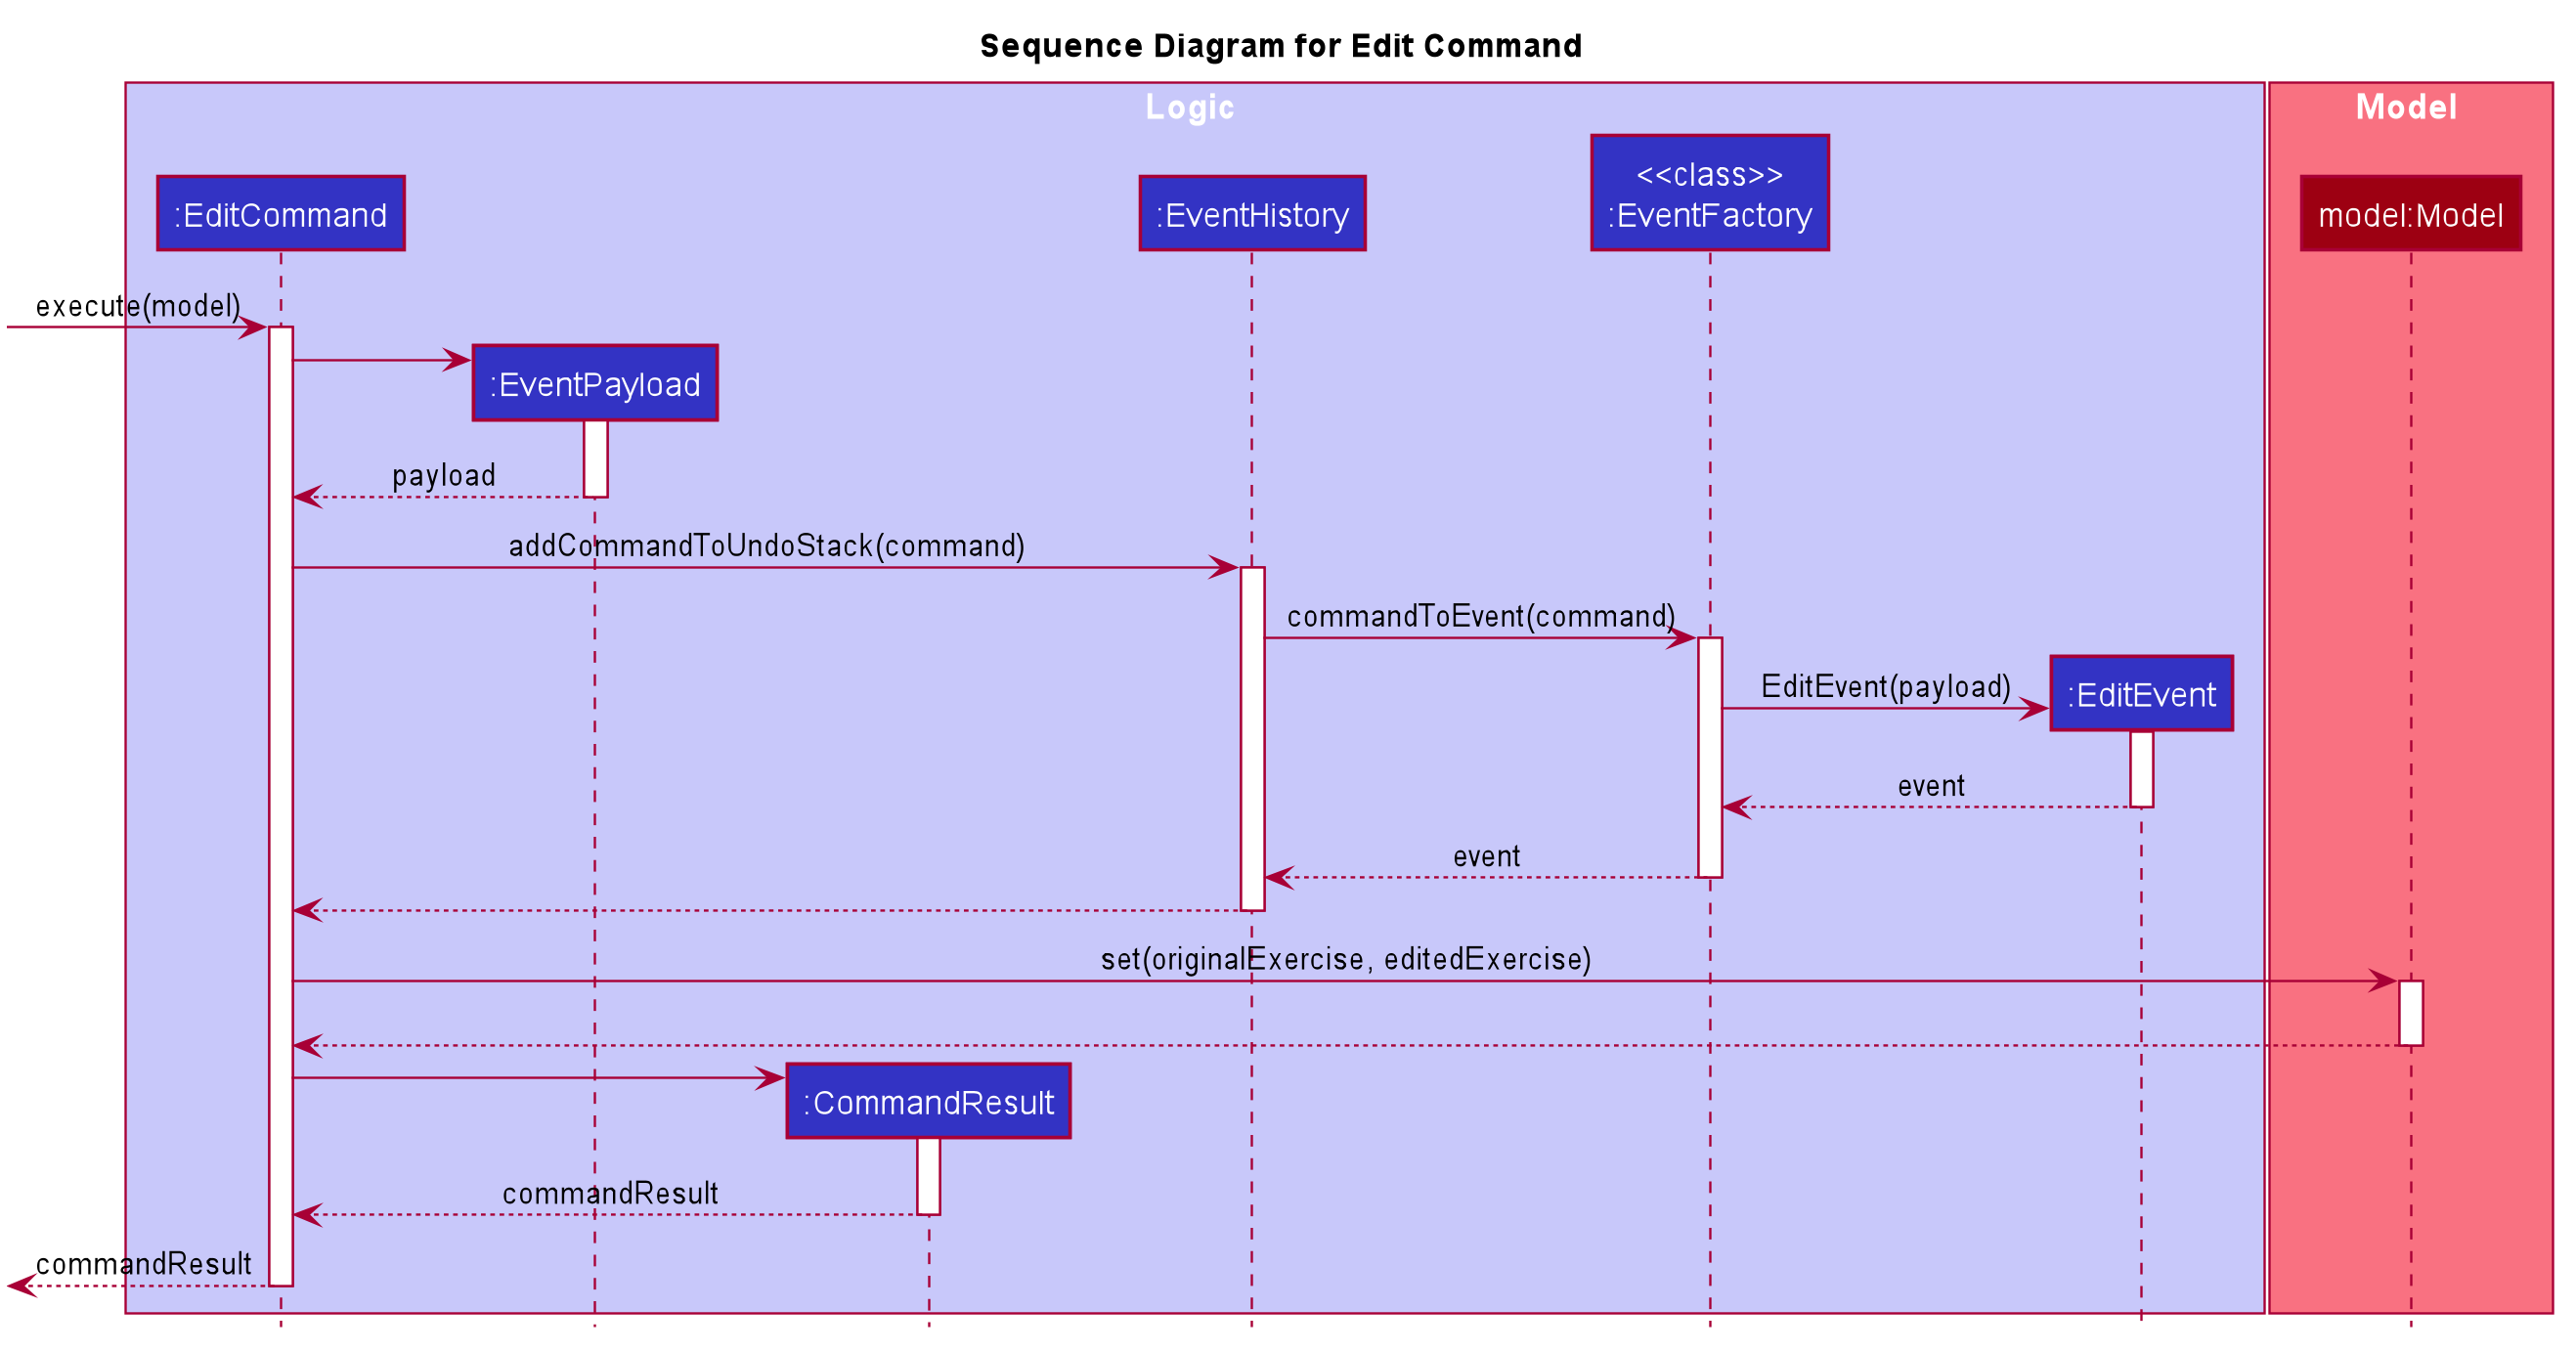 Sequence Diagram for Edit Command
Logic
Model
<<class>>
:EditCommand
:EventHistory
:EventFactory
model:Model
execute(model)
:EventPayload
payload
addCommandToUndoStack(command)
commandToEvent(command)
EditEvent(payload)
:EditEvent
event
event
set(originalExercise, editedExercise)
:CommandResult
commandResult
commandResult